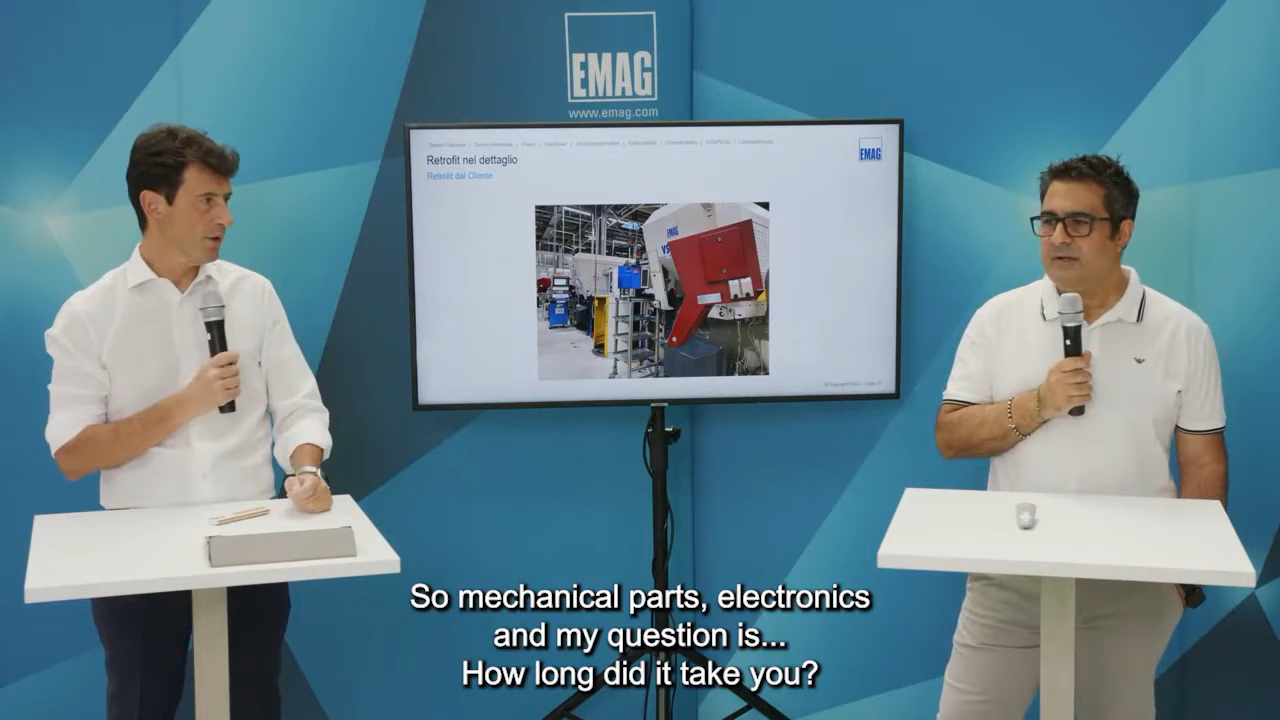 EMAG
www.emag.com
EMAG
Retrofit nel dettaglio
Retrofit dal Cliente
EMAG
So mechanical parts, electronics
and my question is...
How long did it take you?